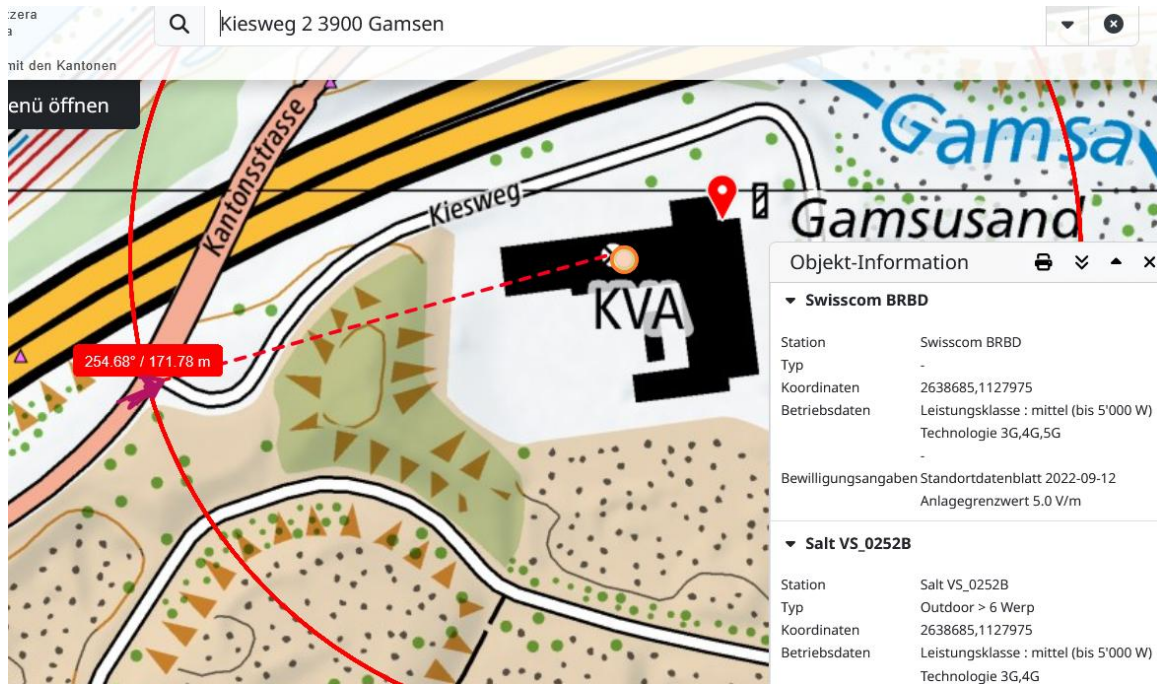 tzera
a
Kiesweg 2 3900 Gamsen
mit den Kantonen
enü öffnen
Kantonsstrasse
Gamsa
Kiesweg
Gamsusand
KVA
254.68° / 171.78 m
Objekt-Information
Swisscom BRBD
Station Swisscom BRBD
Typ -
Koordinaten 2638685,1127975
Betriebsdaten Leistungsklasse : mittel (bis 5'000 W)
Technologie 3G,4G,5G
-
Bewilligungsangaben Standortdatenblatt 2022-09-12
Anlagegrenzwert 5.0 V/m
Salt VS_0252B
Station Salt VS_0252B
Typ Outdoor > 6 Werp
Koordinaten 2638685,1127975
Betriebsdaten Leistungsklasse : mittel (bis 5'000 W)
Technologie 3G,4G